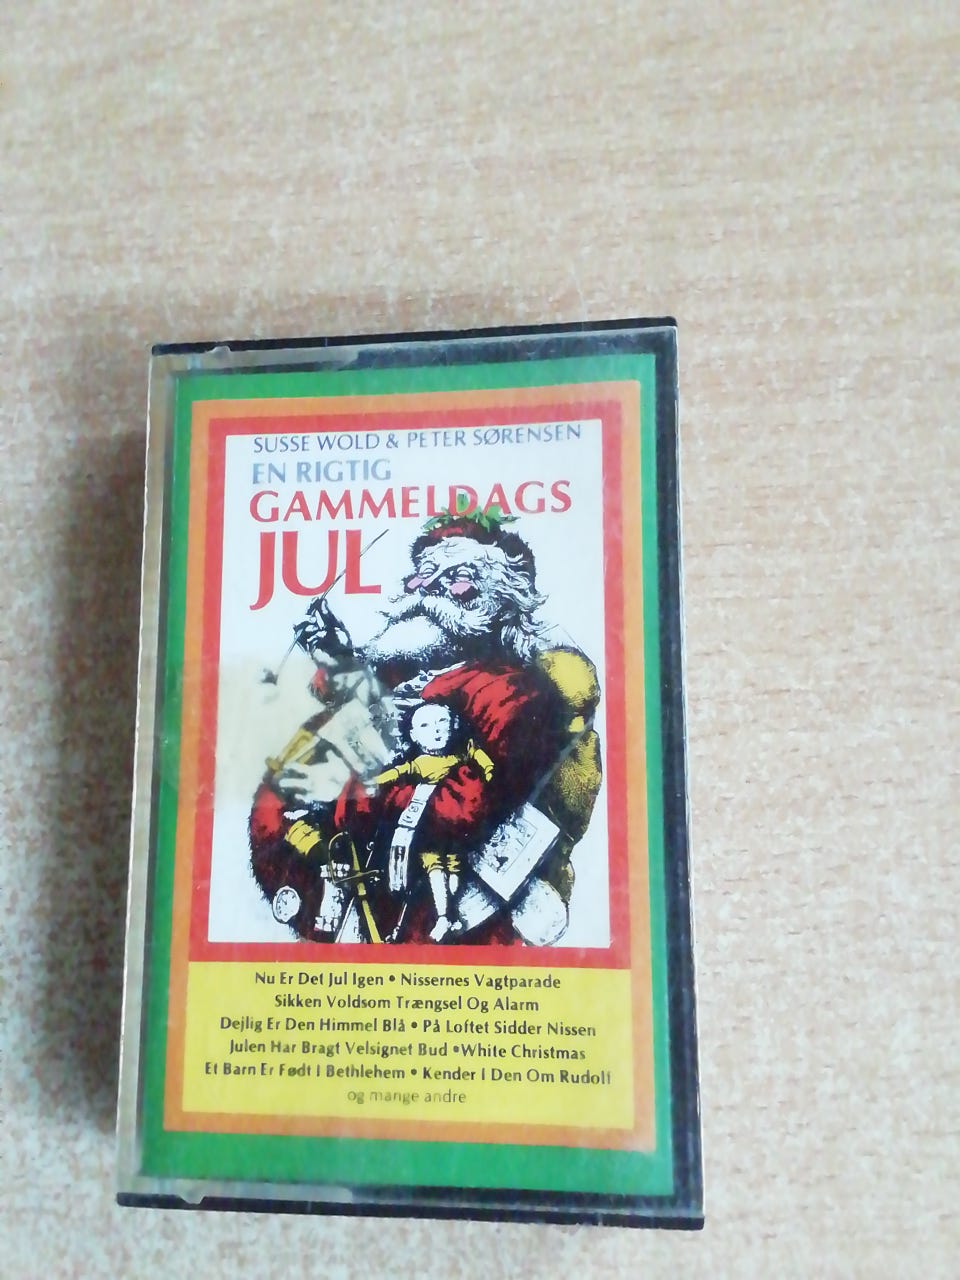 SUSSE WOLD & PETER SØRENSEN
EN RIGTIG
GAMMELDAGS
JUL
Nu Er Det Jul Igen • Nissernes Vagtparade
Sikken Voldsom Trængsel Og Alarm
Dejlig Er Den Himmel Blå • På Loftet Sidder Nissen
Julen Har Bragt Velsignet Bud • White Christmas
Et Barn Er Født I Bethlehem • Kender I Den Om Rudolf
og mange andre